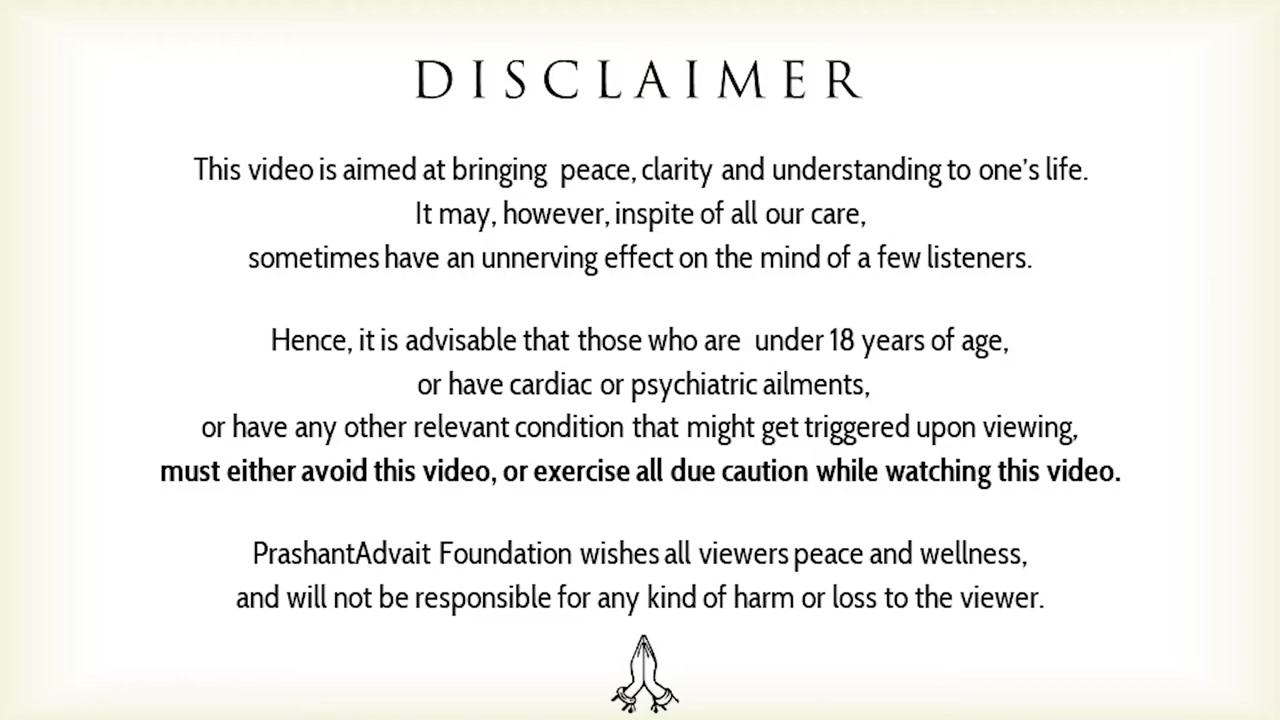 DISCLAIMER
This video is aimed at bringing peace, clarity and understanding to one's life.
It may, however, inspite of all our care,
sometimes have an unnerving effect on the mind of a few listeners.
Hence, it is advisable that those who are under 18 years of age,
or have cardiac or psychiatric ailments,
or have any other relevant condition that might get triggered upon viewing,
must either avoid this video, or exercise all due caution while watching this video.
PrashantAdvait Foundation wishes all viewers peace and wellness,
and will not be responsible for any kind of harm or loss to the viewer.